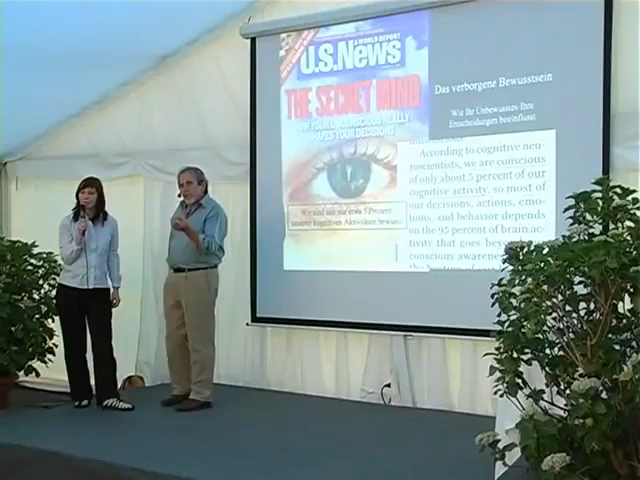 & WORLD REPORT
U.S.News
THE SECRET MIND
HOW YOUR UNCONSCIOUS REALLY
SHAPES YOUR DECISIONS
Wir sind uns nur etwa 5 Prozent
unserer kognitiven Aktivitäten bewusst
Das verborgene Bewusstsein
Wie Ihr Unbewusstes Ihre
Entscheidungen beeinflusst
According to cognitive neu-
roscientists, we are conscious
of only about 5 percent of our
cognitive activity, so most of
our decisions, actions, emo-
tions, and behavior depends
on the 95 percent of brain ac-
tivity that goes beyond
conscious awareness